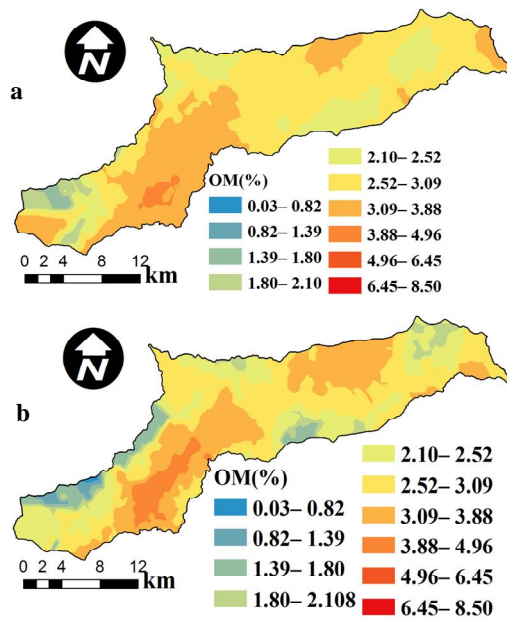 N
a
OM(%)
0.03– 0.82
0.82– 1.39
1.39– 1.80
1.80– 2.10
2.10– 2.52
2.52– 3.09
3.09– 3.88
3.88– 4.96
4.96– 6.45
6.45– 8.50
0 2 4 8 12
km
N
b
OM(%)
0.03– 0.82
0.82– 1.39
1.39– 1.80
1.80– 2.108
2.10– 2.52
2.52– 3.09
3.09– 3.88
3.88– 4.96
4.96– 6.45
6.45– 8.50
0 2 4 8 12
km